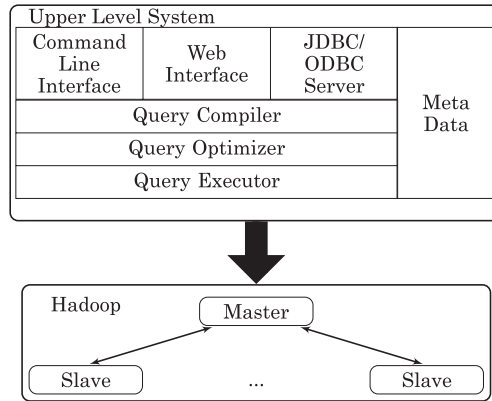 Upper Level System
Command
Line
Interface
Web
Interface
JDBC/
ODBC
Server
Meta
Data
Query Compiler
Query Optimizer
Query Executor
Hadoop
Master
Slave
...
Slave